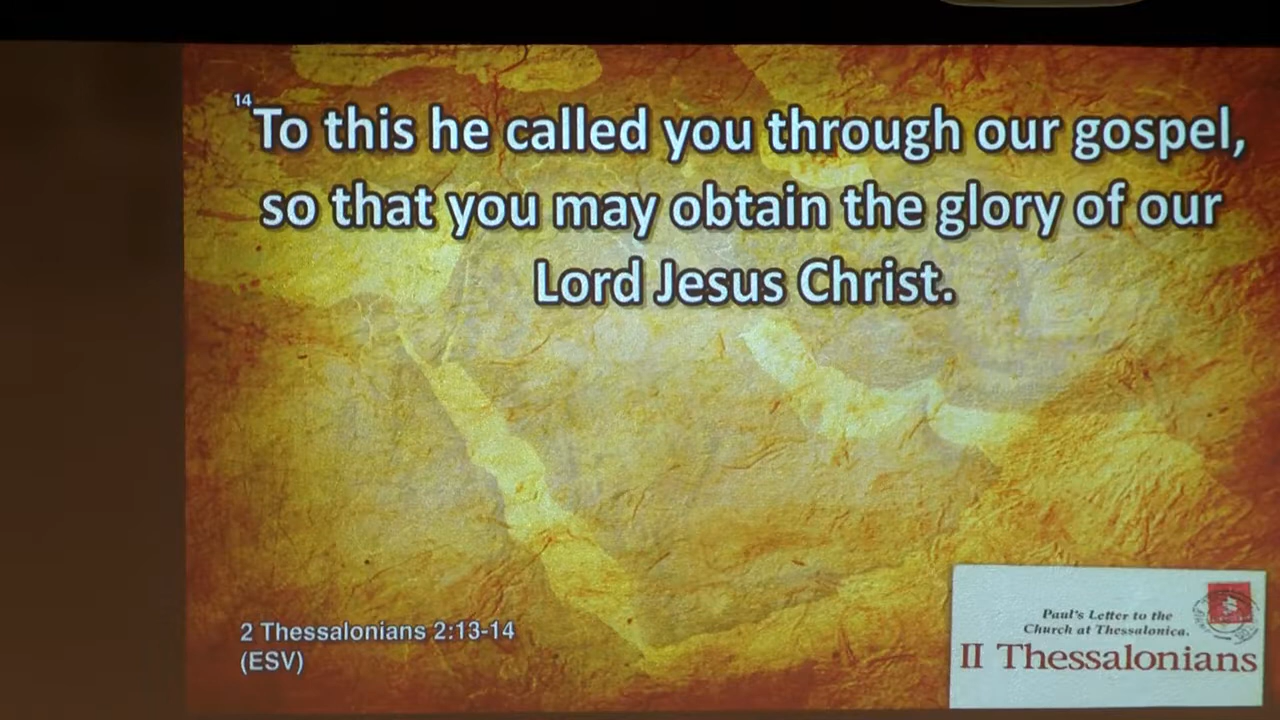 14 To this he called you through our gospel,
so that you may obtain the glory of our
Lord Jesus Christ.
2 Thessalonians 2:13-14
(ESV)
Paul's Letter to the
Church at Thessalonica.
II Thessalonians